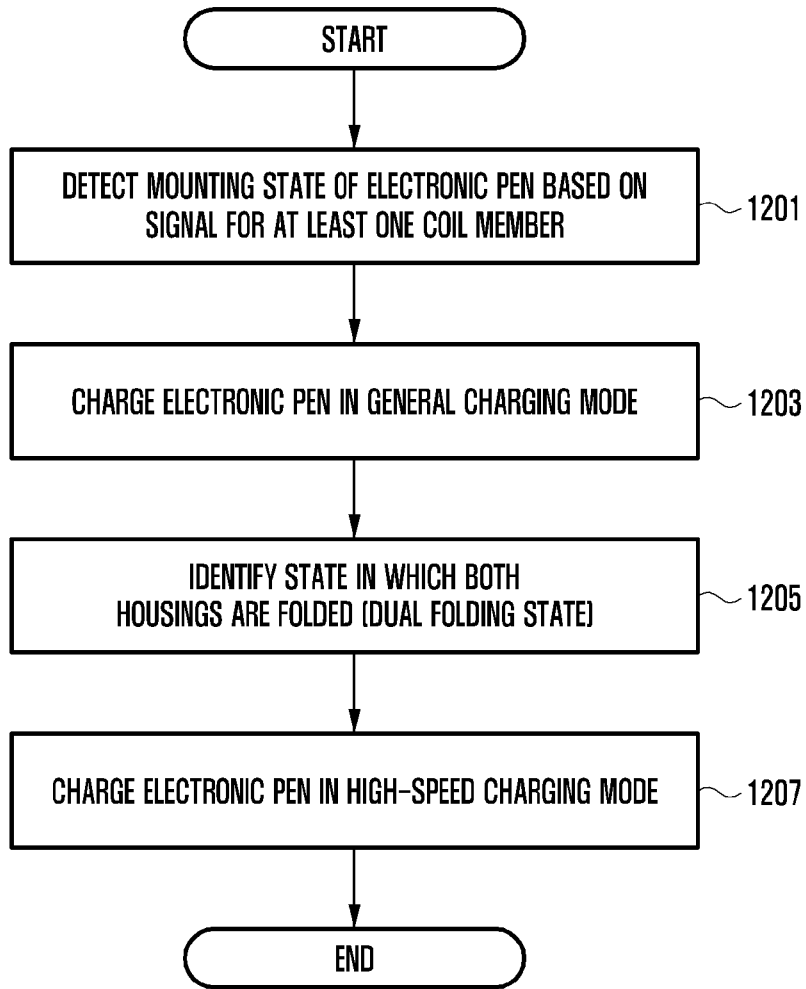 START
DETECT MOUNTING STATE OF ELECTRONIC PEN BASED ON
SIGNAL FOR AT LEAST ONE COIL MEMBER
1201
CHARGE ELECTRONIC PEN IN GENERAL CHARGING MODE
1203
IDENTIFY STATE IN WHICH BOTH
HOUSINGS ARE FOLDED (DUAL FOLDING STATE)
1205
CHARGE ELECTRONIC PEN IN HIGH-SPEED CHARGING MODE
1207
END